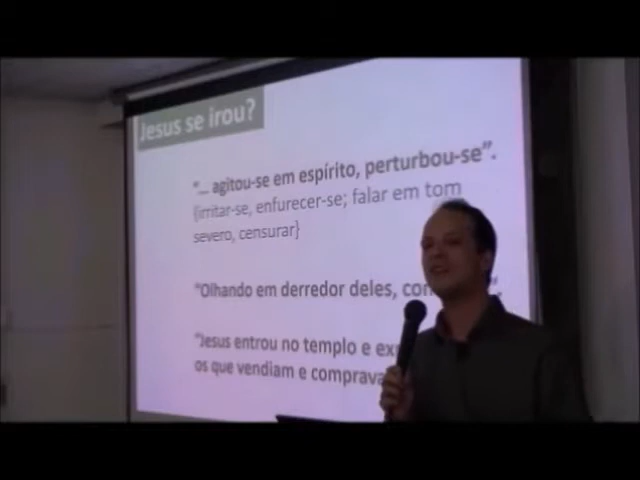 Jesus se irou?
“... agitou-se em espírito, perturbou-se”.
{irritar-se, enfurecer-se; falar em tom
severo, censurar}
“Olhando em derredor deles,
“Jesus entrou no templo e
os que vendiam e